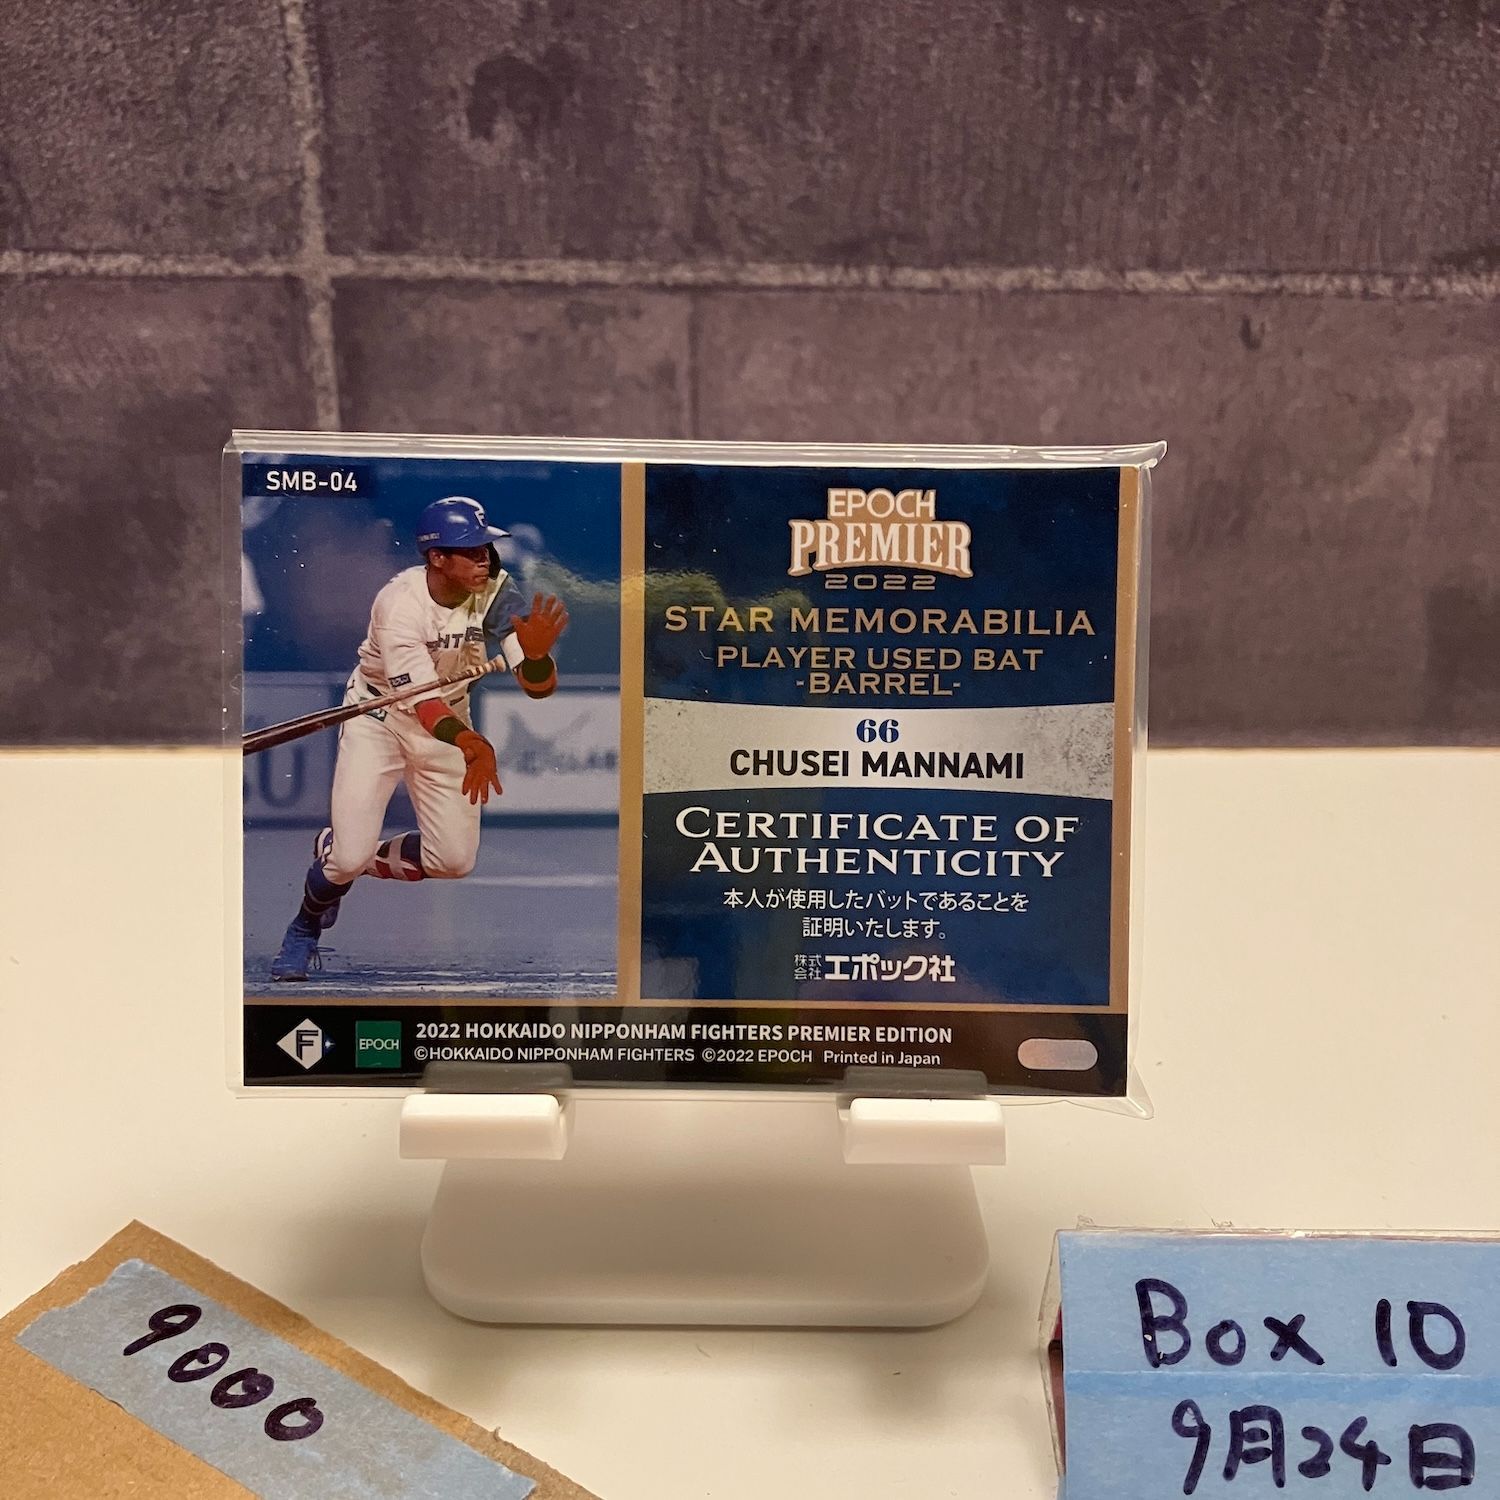 SMB-04
EPOCH
PREMIER
2022
STAR MEMORABILIA
PLAYER USED BAT
-BARREL-
66
CHUSEI MANNAMI
CERTIFICATE OF
AUTHENTICITY
本人が使用したバットであることを
証明いたします。
株式会社エポック社
F
EPOCH
2022 HOKKAIDO NIPPONHAM FIGHTERS PREMIER EDITION
©HOKKAIDO NIPPONHAM FIGHTERS ©2022 EPOCH Printed in Japan
9000
Box 10
9月24日